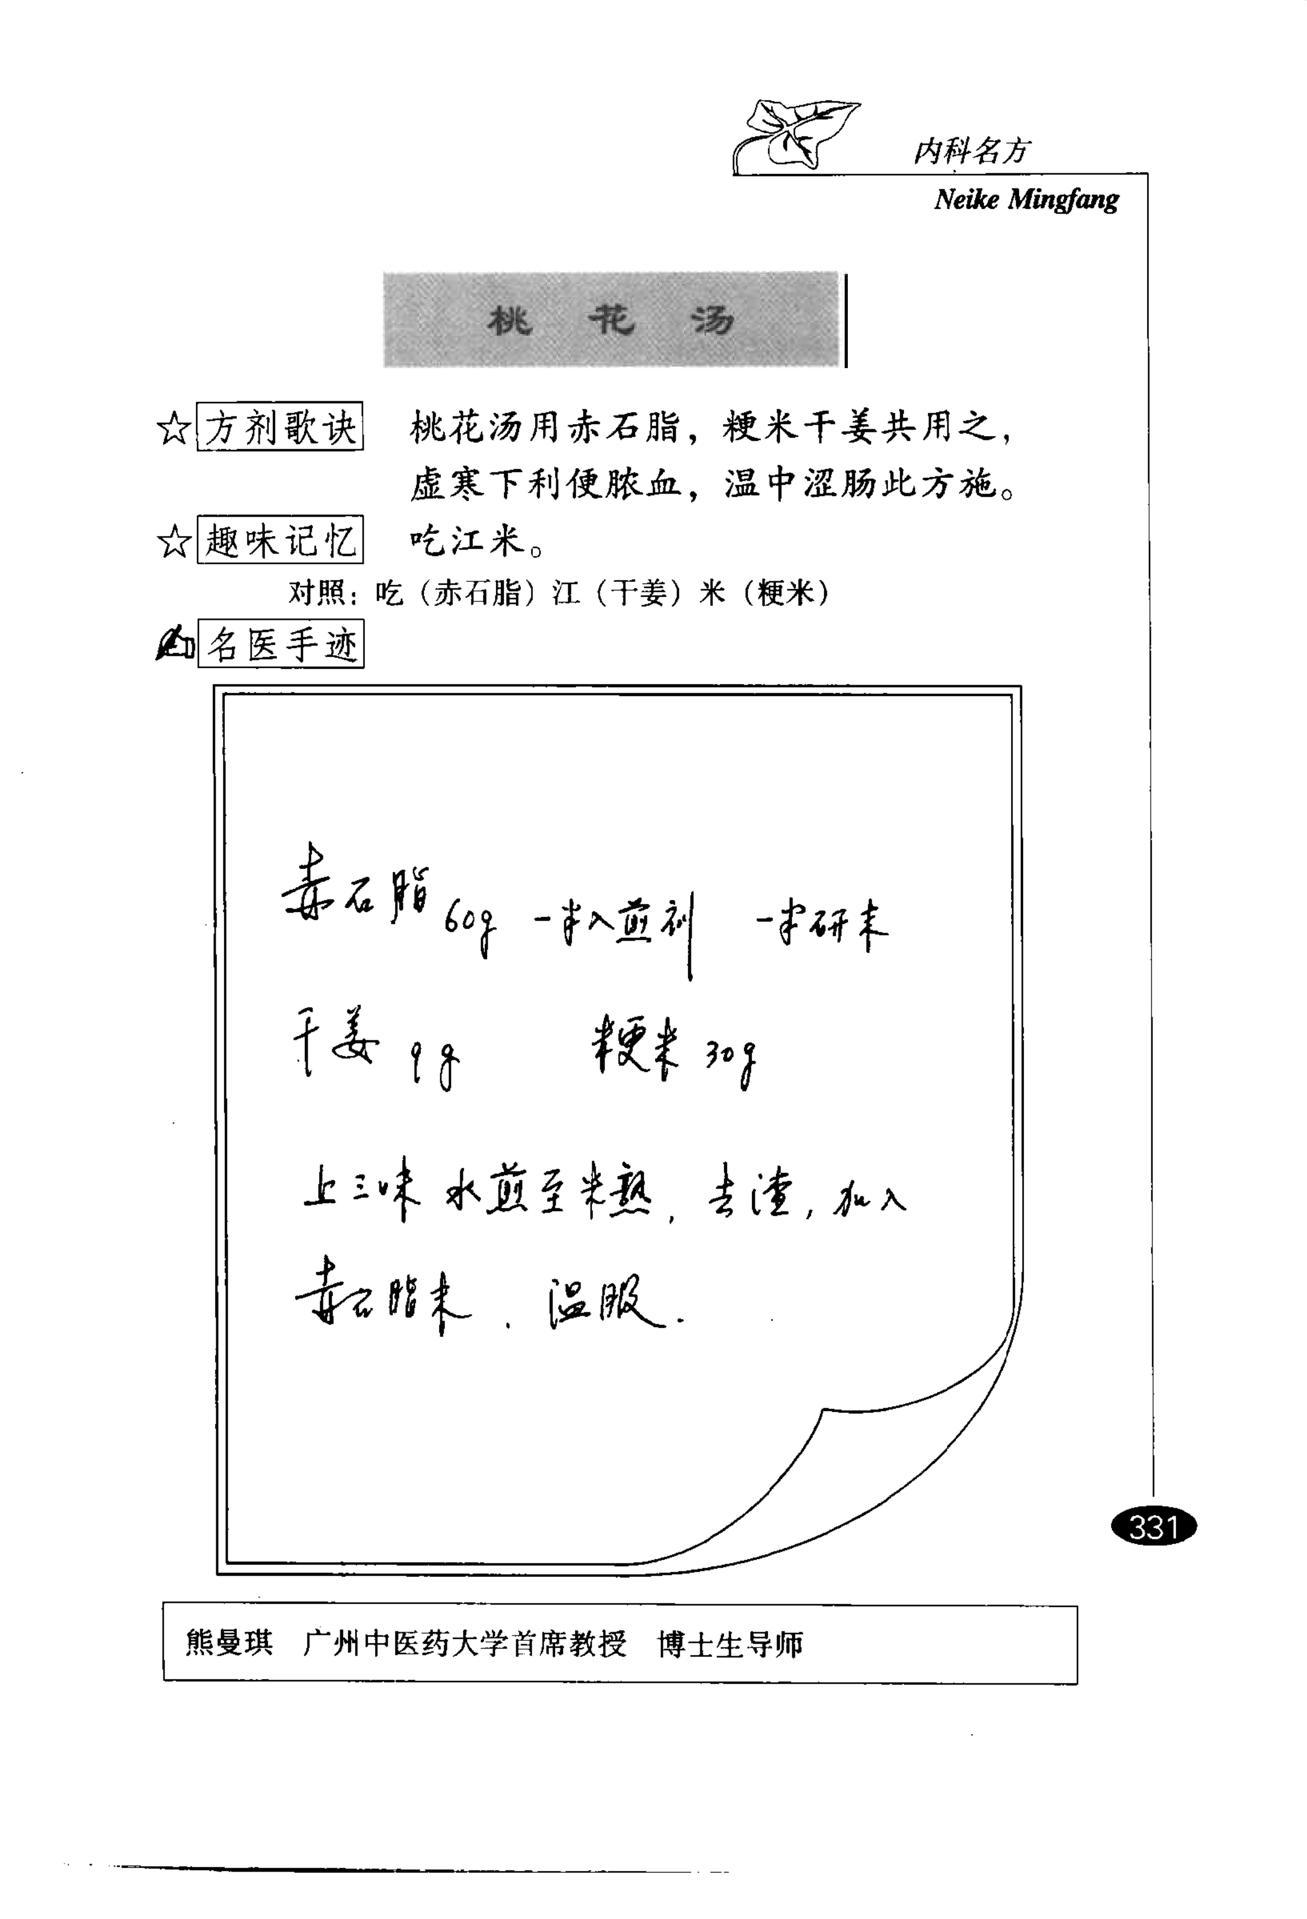 内科名方
Neike Mingfang
桃 花 汤
☆方剂歌诀 桃花汤用赤石脂，粳米干姜共用之，
虚寒下利便脓血，温中涩肠此方施。
☆趣味记忆 吃江米。
对照：吃（赤石脂）江（干姜）米（粳米）
名医手迹
赤石脂 60g 一半入煎剂 一半研末
干姜 9g 粳米 30g
上三味 水煎至米熟, 去渣, 加入
赤石脂末. 温服.
331
熊曼琪 广州中医药大学首席教授 博士生导师